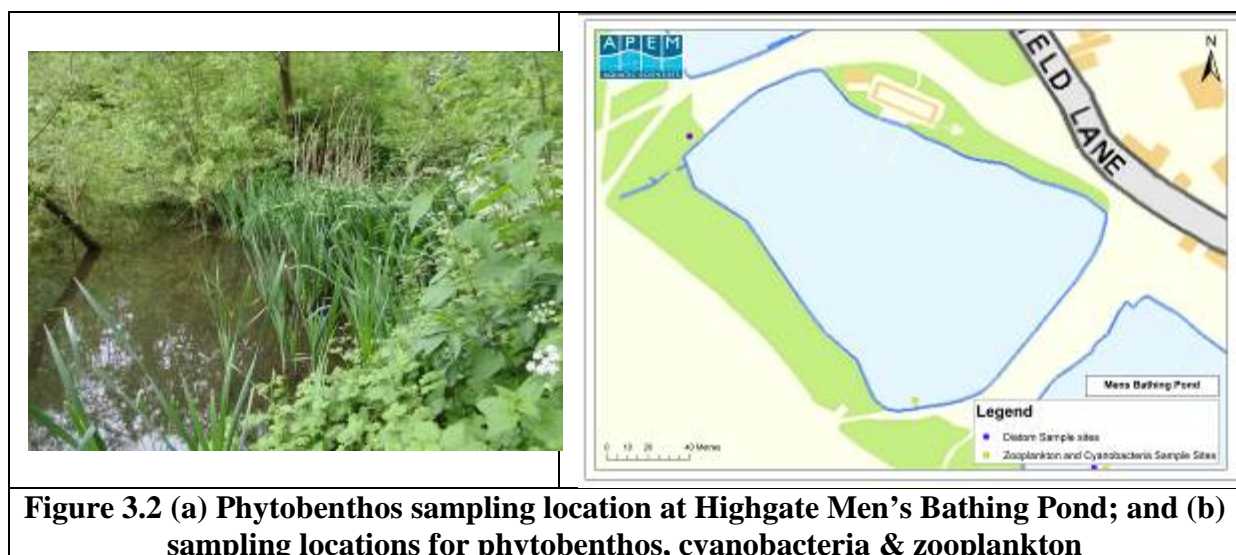 APEM
N
ELD LANE
Mens Bathing Pond
Legend
Diatom Sample sites
Zooplankton and Cyanobacteria Sample Sites
0 10 20 40 Metres
Figure 3.2 (a) Phytobenthos sampling location at Highgate Men’s Bathing Pond; and (b)
sampling locations for phytobenthos, cyanobacteria & zooplankton